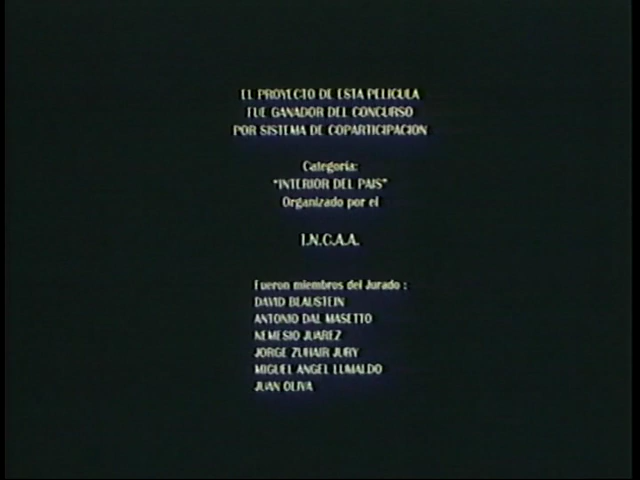 EL PROYECTO DE ESTA PELICULA
FUE GANADOR DEL CONCURSO
POR SISTEMA DE COPARTICIPACION
Categoría:
"INTERIOR DEL PAIS"
Organizado por el
I.N.C.A.A.
Fueron miembros del Jurado :
DAVID BLAUSTEIN
ANTONIO DAL MASETTO
NEMESIO JUAREZ
JORGE ZUHAIR JURY
MIGUEL ANGEL LUMALDO
JUAN OLIVA